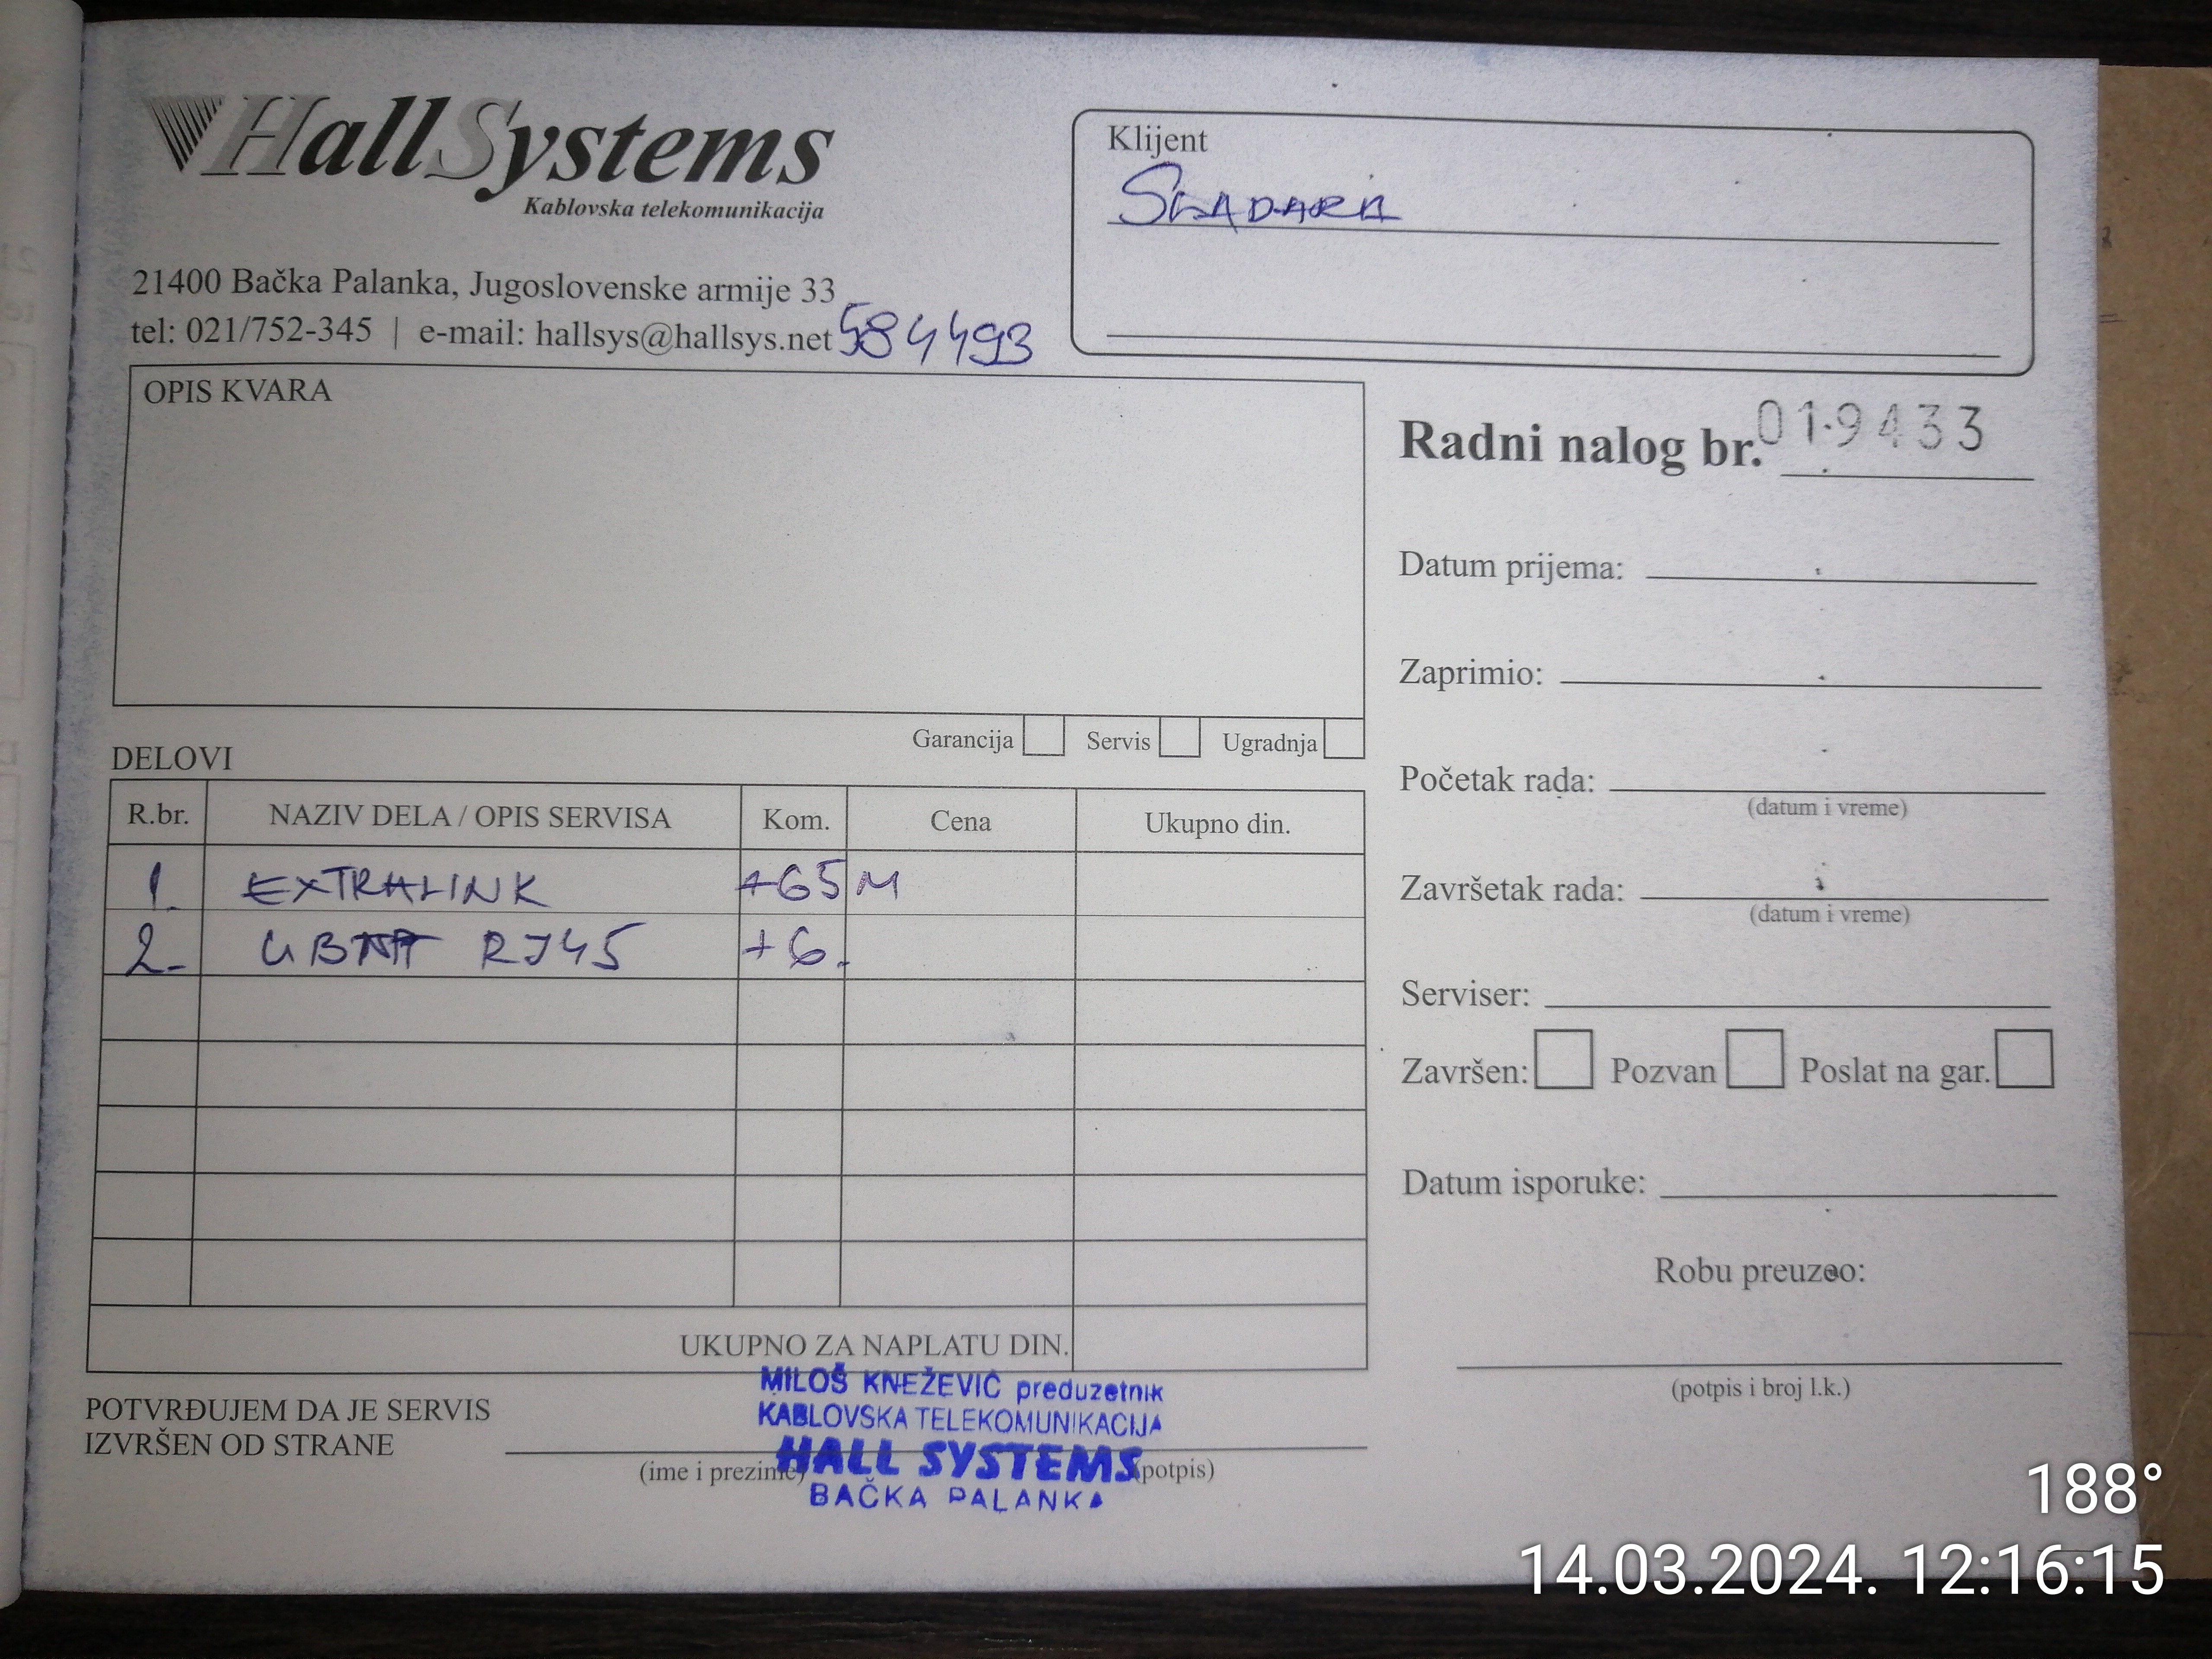 HallSystems
Kablovska telekomunikacija
21400 Bačka Palanka, Jugoslovenske armije 33
tel: 021/752-345 | e-mail: hallsys@hallsys.net 584493
Klijent
SLADARA
OPIS KVARA
Garancija Servis Ugradnja
Radni nalog br. 019433
Datum prijema:
Zaprimio:
Početak rada:
(datum i vreme)
Završetak rada:
(datum i vreme)
Serviser:
Završen: Pozvan Poslat na gar.
Datum isporuke:
Robu preuzeo:
(potpis i broj l.k.)
DELOVI
R.br. NAZIV DELA / OPIS SERVISA Kom. Cena Ukupno din.
1. EXTRALINK +65 M
2. UBNT RJ45 +6.
UKUPNO ZA NAPLATU DIN.
POTVRĐUJEM DA JE SERVIS
IZVRŠEN OD STRANE
(ime i prezime) (potpis)
MILOŠ KNEŽEVIĆ preduzetnik
KABLOVSKA TELEKOMUNIKACIJA
HALL SYSTEMS
BAČKA PALANKA
188°
14.03.2024. 12:16:15